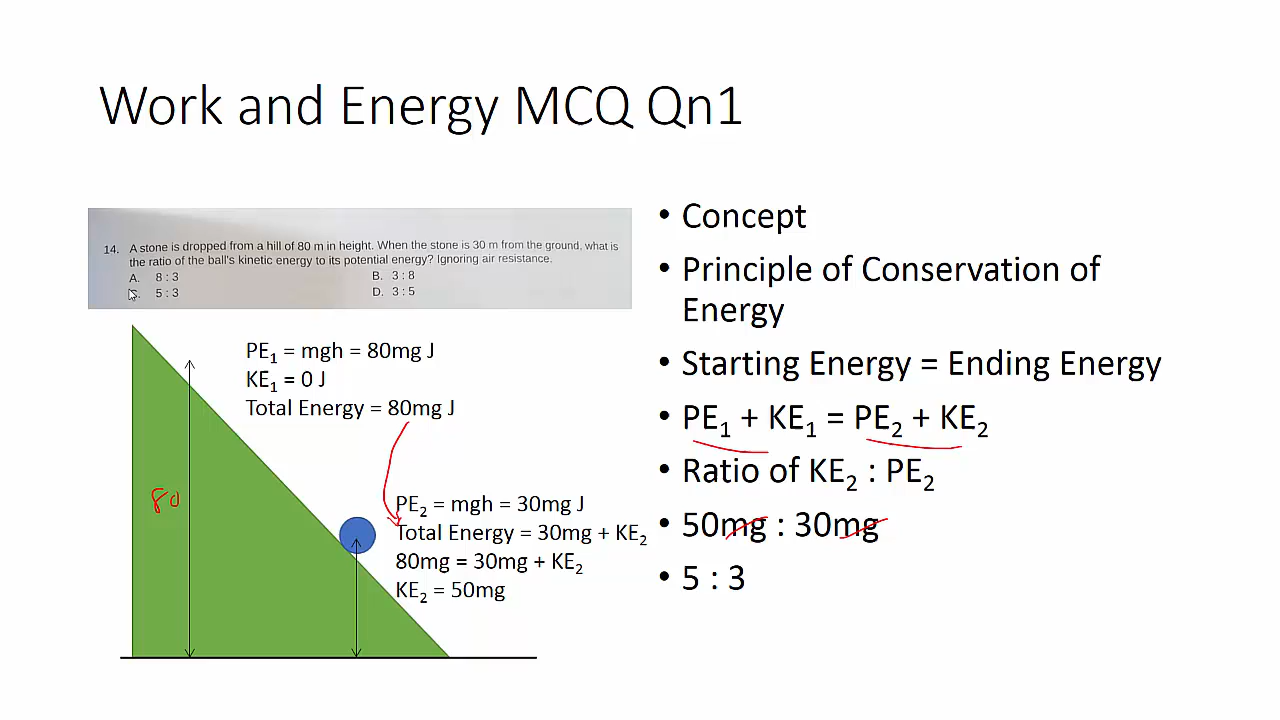 Work and Energy MCQ Qn1
14. A stone is dropped from a hill of 80 m in height. When the stone is 30 m from the ground, what is
the ratio of the ball's kinetic energy to its potential energy? Ignoring air resistance.
A. 8 : 3 B. 3 : 8
5 : 3 D. 3 : 5
PE₁ = mgh = 80mg J
KE₁ = 0 J
Total Energy = 80mg J
80
PE₂ = mgh = 30mg J
Total Energy = 30mg + KE₂
80mg = 30mg + KE₂
KE₂ = 50mg
• Concept
• Principle of Conservation of
Energy
• Starting Energy = Ending Energy
• PE₁ + KE₁ = PE₂ + KE₂
• Ratio of KE₂ : PE₂
• 50mg : 30mg
• 5 : 3